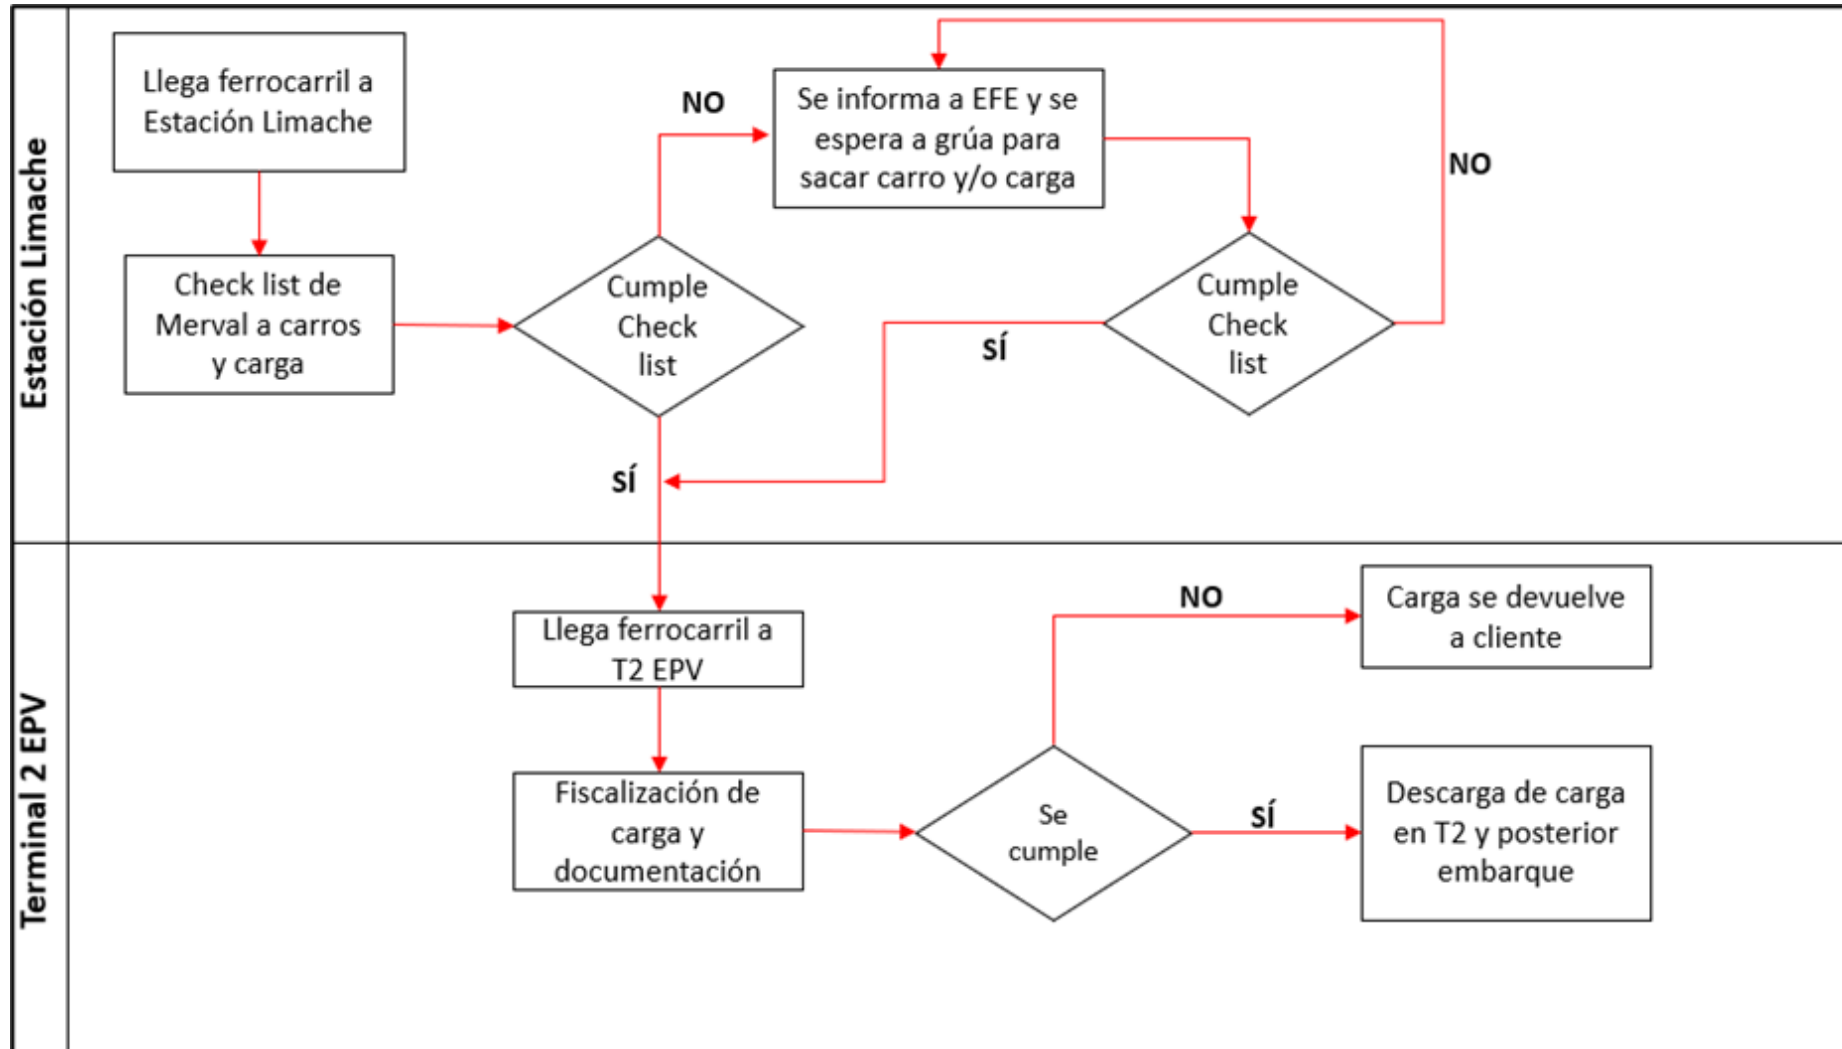 Estación Limache
Llega ferrocarril a
Estación Limache
Check list de
Merval a carros
y carga
Cumple
Check
list
NO
Se informa a EFE y se
espera a grúa para
sacar carro y/o carga
Cumple
Check
list
NO
SÍ
SÍ
Terminal 2 EPV
Llega ferrocarril a
T2 EPV
Fiscalización de
carga y
documentación
Se
cumple
NO
Carga se devuelve
a cliente
SÍ
Descarga de carga
en T2 y posterior
embarque